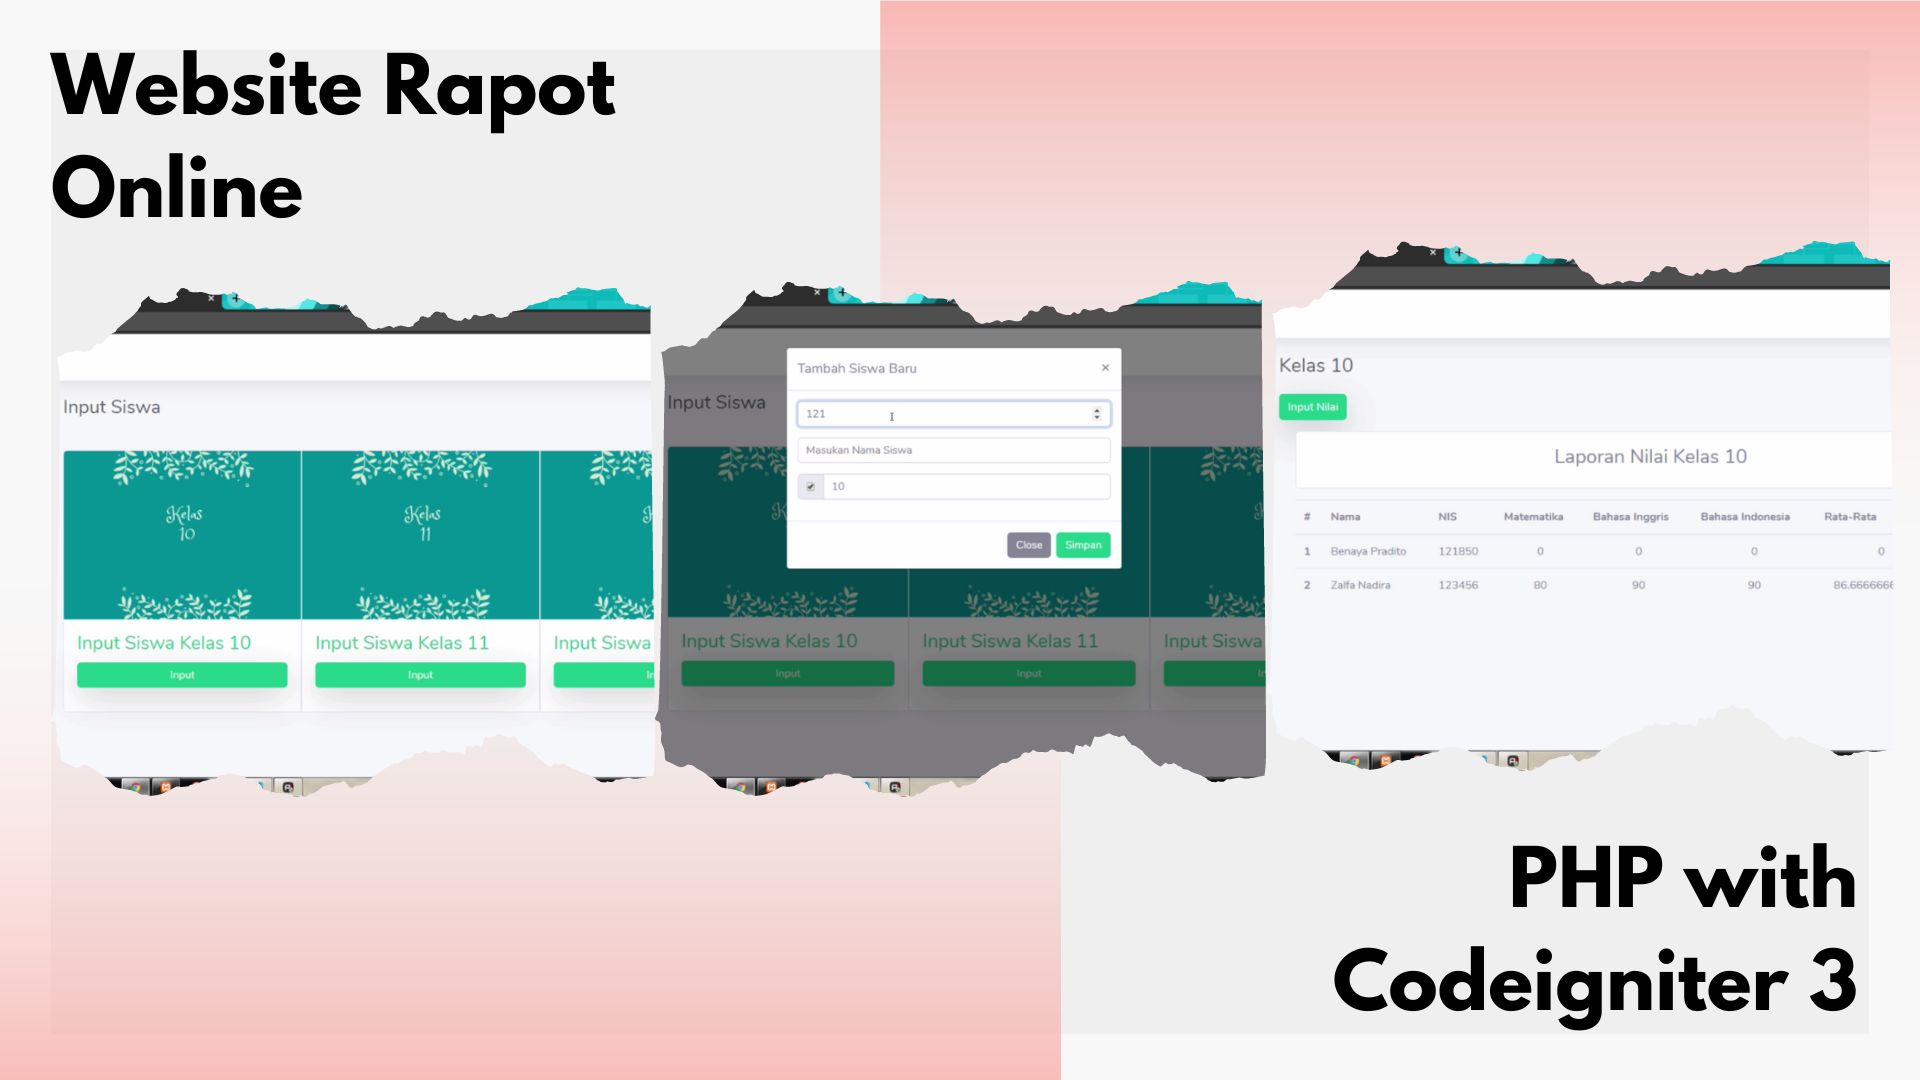 Website Rapot
Online
Input Siswa
Kelas
10
Kelas
11
Input Siswa Kelas 10
Input Siswa Kelas 11
Input Siswa
Input
Input
Input Siswa
Tambah Siswa Baru
×
121
Masukan Nama Siswa
10
Close
Simpan
Input Siswa Kelas 10
Input Siswa Kelas 11
Input Siswa
Input
Input
Kelas 10
Input Nilai
Laporan Nilai Kelas 10
# Nama NIS Matematika Bahasa Inggris Bahasa Indonesia Rata-Rata
1 Benaya Pradito 121850 0 0 0 0
2 Zalfa Nadira 123456 80 90 90 86.6666666
PHP with
Codeigniter 3